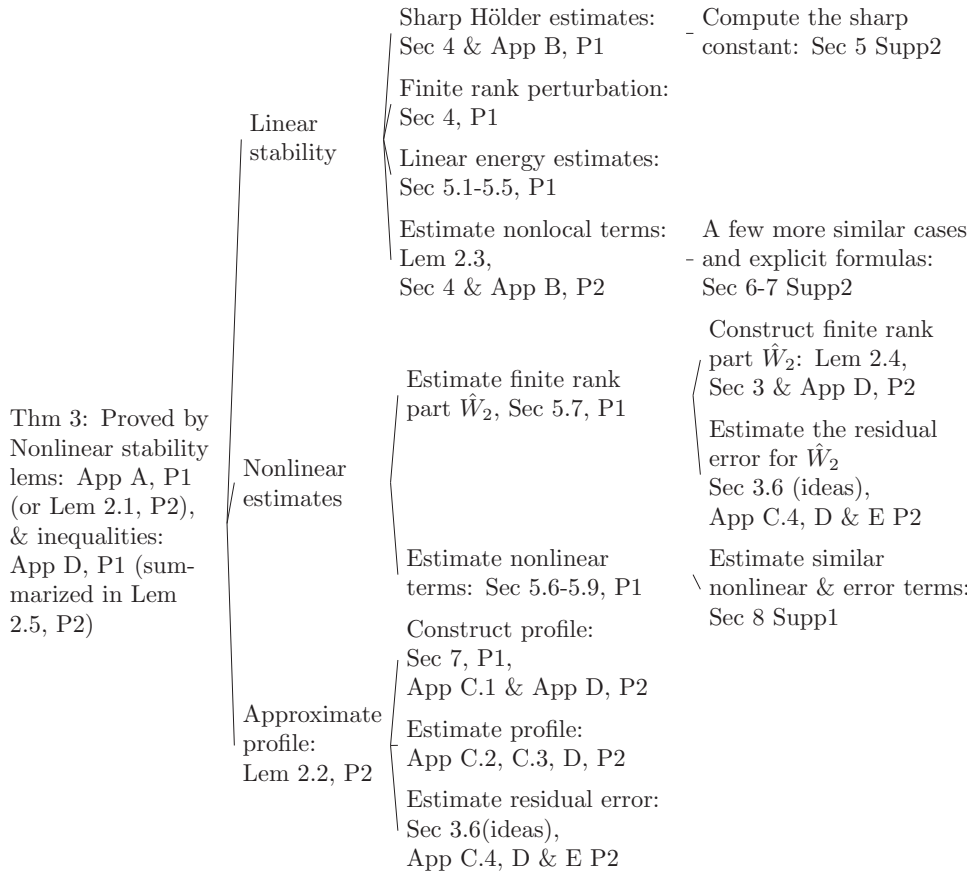 Thm 3: Proved by
Nonlinear stability
lems: App A, P1
(or Lem 2.1, P2),
& inequalities:
App D, P1 (sum-
marized in Lem
2.5, P2)
Linear
stability
Sharp Hölder estimates:
Sec 4 & App B, P1
Compute the sharp
constant: Sec 5 Supp2
Finite rank perturbation:
Sec 4, P1
Linear energy estimates:
Sec 5.1-5.5, P1
Estimate nonlocal terms:
Lem 2.3,
Sec 4 & App B, P2
A few more similar cases
and explicit formulas:
Sec 6-7 Supp2
Nonlinear
estimates
Estimate finite rank
part Ŵ₂, Sec 5.7, P1
Construct finite rank
part Ŵ₂: Lem 2.4,
Sec 3 & App D, P2
Estimate the residual
error for Ŵ₂
Sec 3.6 (ideas),
App C.4, D & E P2
Estimate nonlinear
terms: Sec 5.6-5.9, P1
Estimate similar
nonlinear & error terms:
Sec 8 Supp1
Approximate
profile:
Lem 2.2, P2
Construct profile:
Sec 7, P1,
App C.1 & App D, P2
Estimate profile:
App C.2, C.3, D, P2
Estimate residual error:
Sec 3.6(ideas),
App C.4, D & E P2